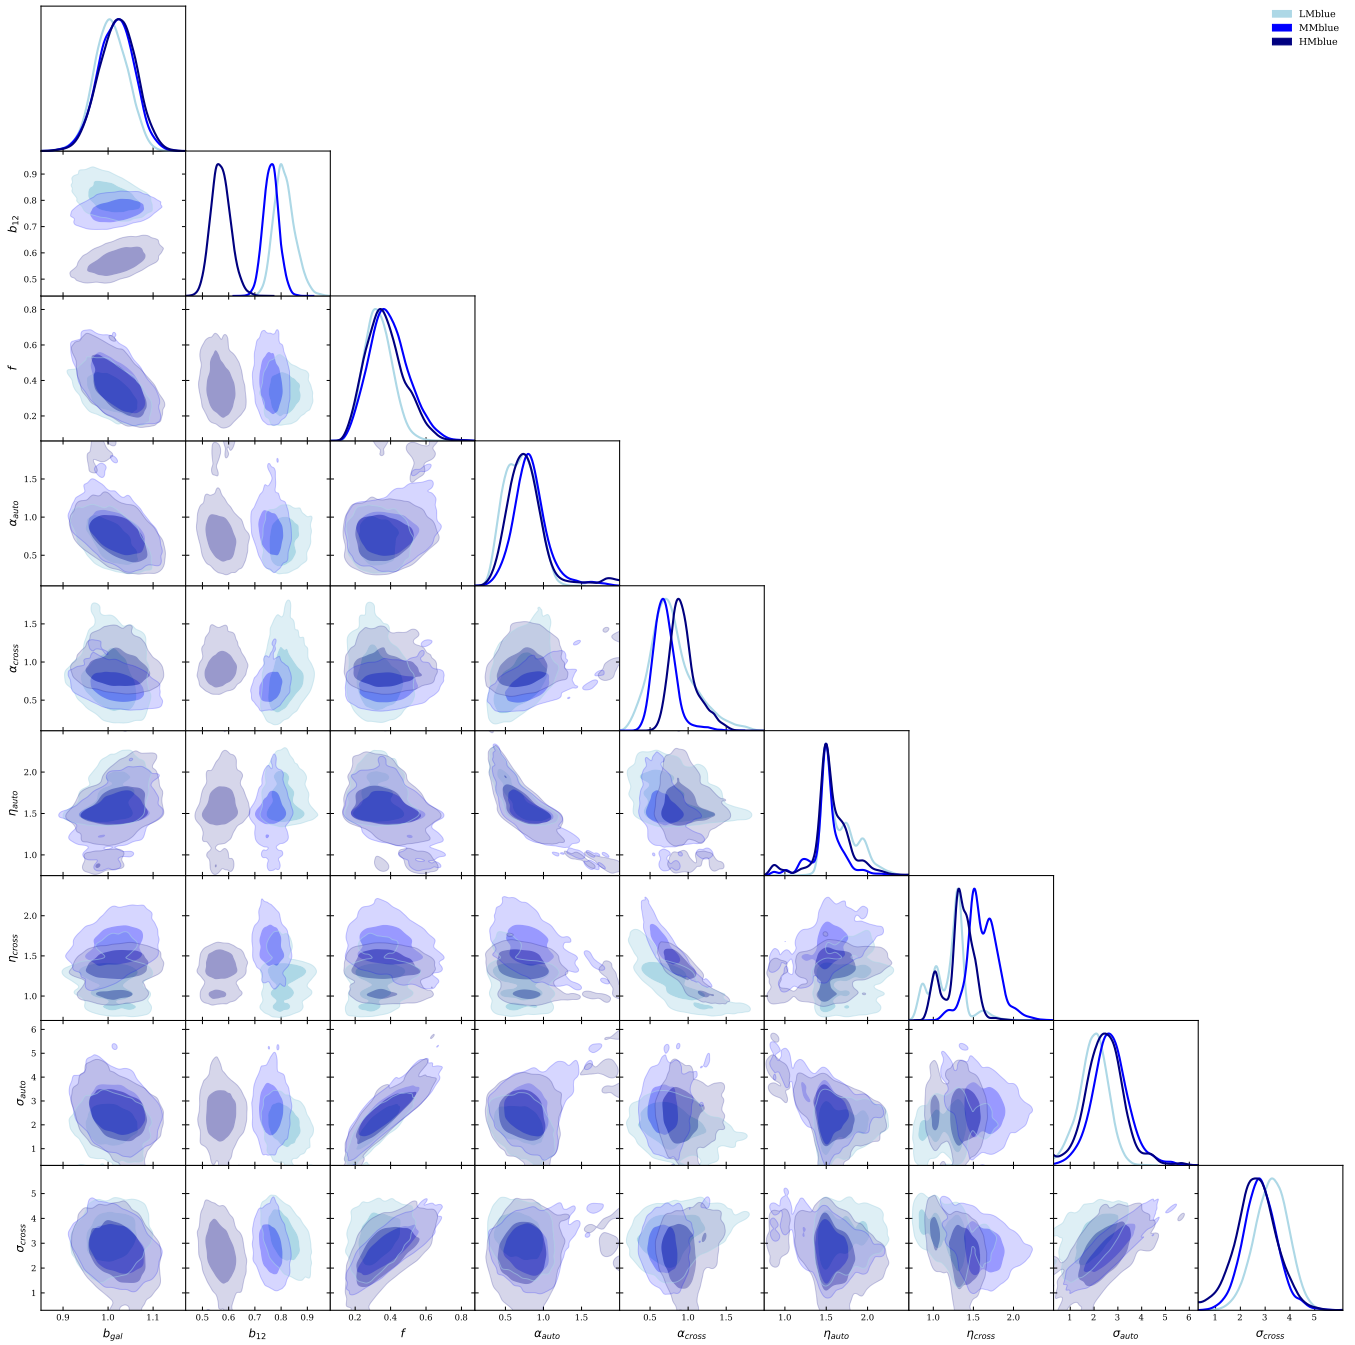 LMblue
MMblue
HMblue
0.9
0.8
0.7
0.6
0.5
b12
0.8
0.6
0.4
0.2
f
1.5
1.0
0.5
αauto
1.5
1.0
0.5
αcross
2.0
1.5
1.0
ηauto
2.0
1.5
1.0
ηcross
6
5
4
3
2
1
σauto
5
4
3
2
1
σcross
0.9 1.0 1.1 0.5 0.6 0.7 0.8 0.9 0.2 0.4 0.6 0.8 0.5 1.0 1.5 0.5 1.0 1.5 1.0 1.5 2.0 1.0 1.5 2.0 1 2 3 4 5 6 1 2 3 4 5
bgal b12 f αauto αcross ηauto ηcross σauto σcross